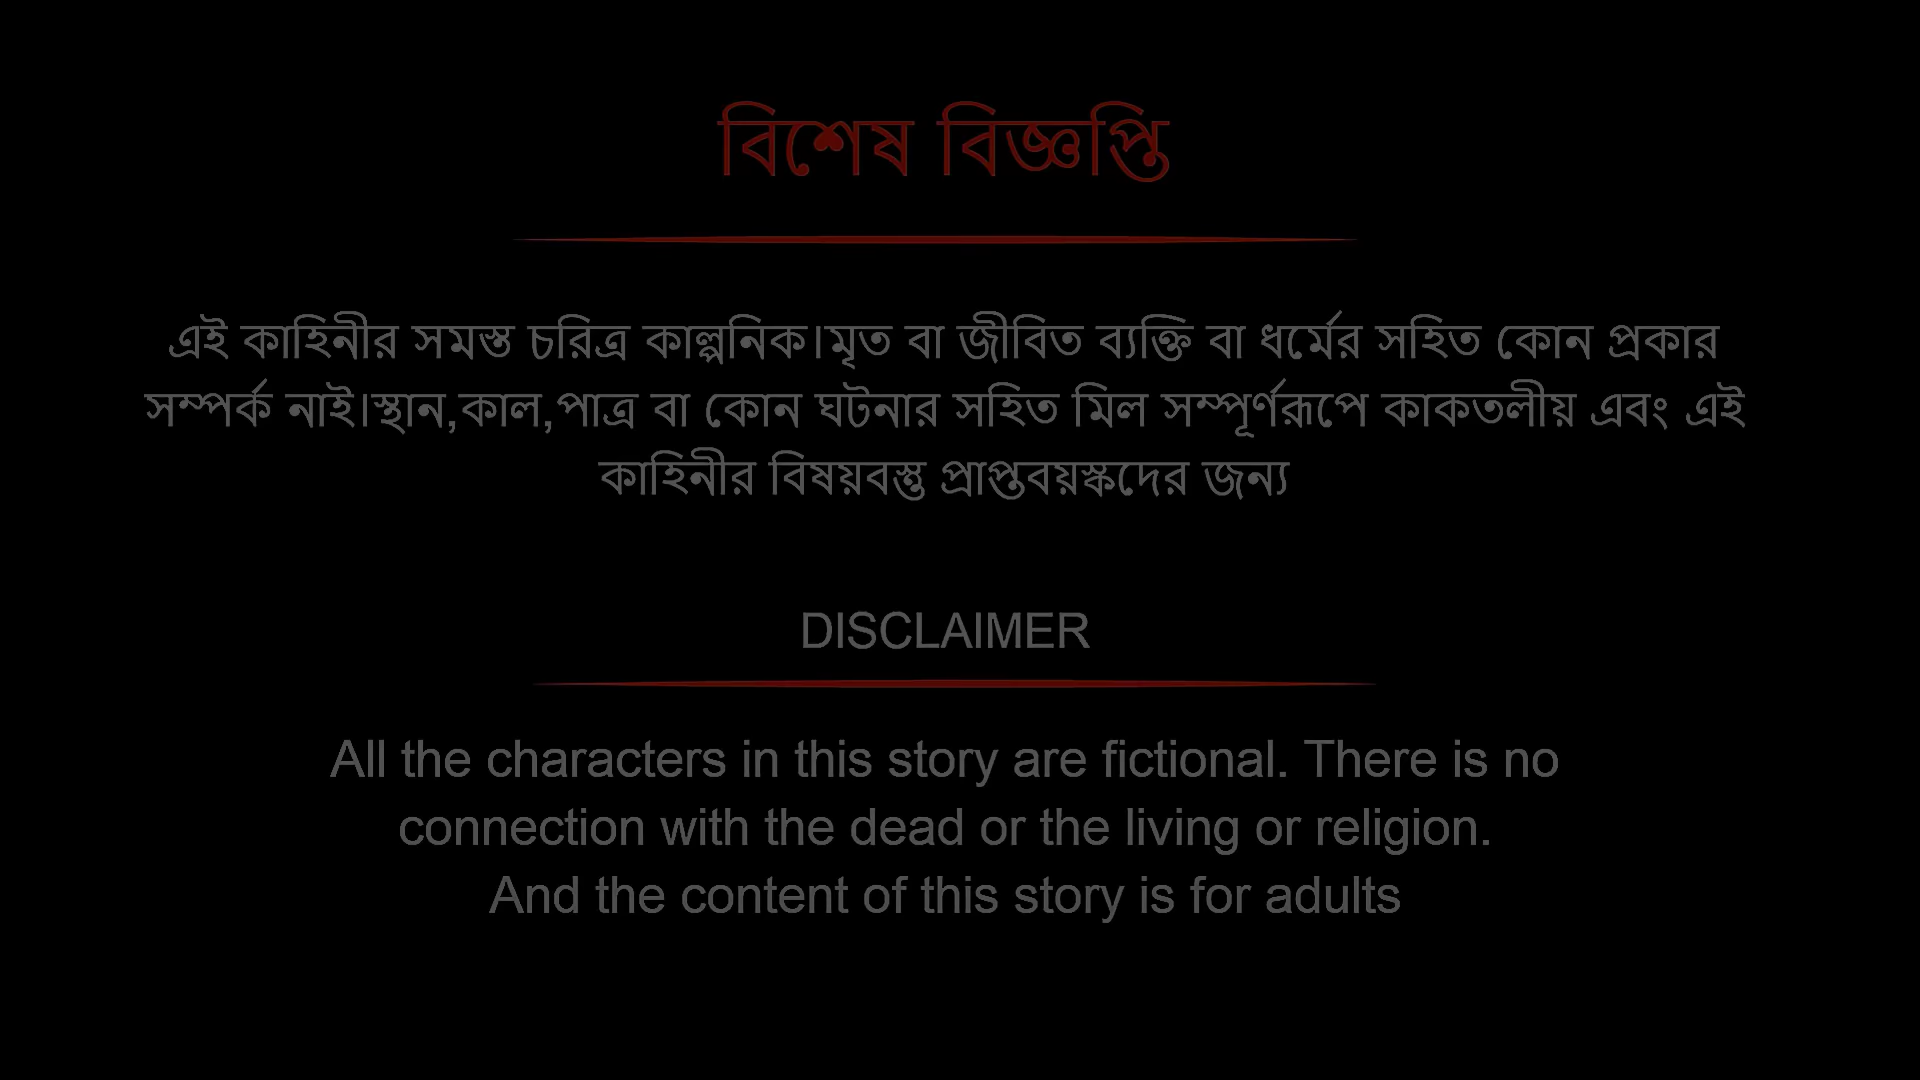 বিশেষ বিজ্ঞপ্তি
এই কাহিনীর সমস্ত চরিত্র কাল্পনিক।মৃত বা জীবিত ব্যক্তি বা ধর্মের সহিত কোন প্রকার
সম্পর্ক নাই।স্থান,কাল,পাত্র বা কোন ঘটনার সহিত মিল সম্পূর্ণরূপে কাকতলীয় এবং এই
কাহিনীর বিষয়বস্তু প্রাপ্তবয়স্কদের জন্য
DISCLAIMER
All the characters in this story are fictional. There is no
connection with the dead or the living or religion.
And the content of this story is for adults